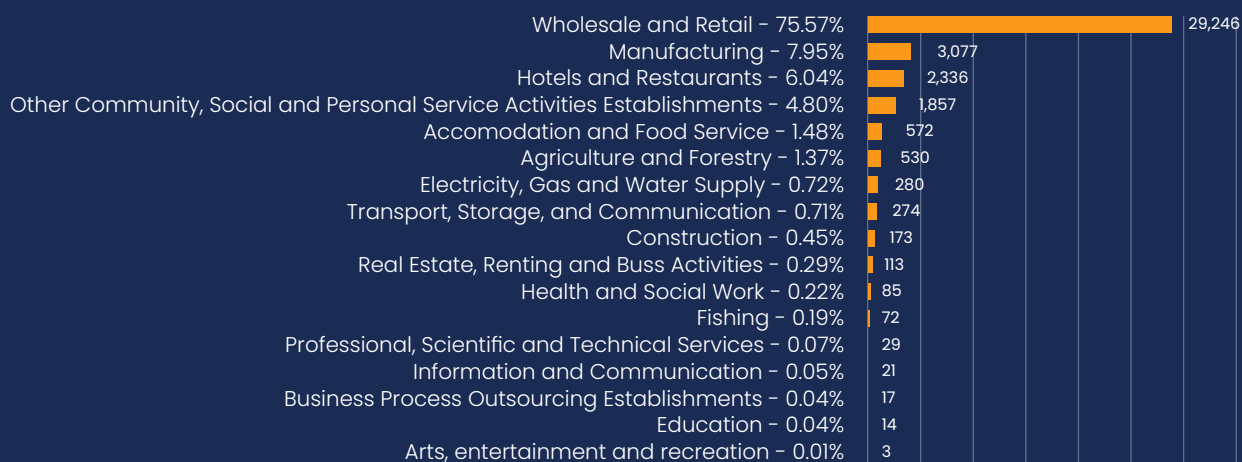 Wholesale and Retail - 75.57% 29,246
Manufacturing - 7.95% 3,077
Hotels and Restaurants - 6.04% 2,336
Other Community, Social and Personal Service Activities Establishments - 4.80% 1,857
Accomodation and Food Service - 1.48% 572
Agriculture and Forestry - 1.37% 530
Electricity, Gas and Water Supply - 0.72% 280
Transport, Storage, and Communication - 0.71% 274
Construction - 0.45% 173
Real Estate, Renting and Buss Activities - 0.29% 113
Health and Social Work - 0.22% 85
Fishing - 0.19% 72
Professional, Scientific and Technical Services - 0.07% 29
Information and Communication - 0.05% 21
Business Process Outsourcing Establishments - 0.04% 17
Education - 0.04% 14
Arts, entertainment and recreation - 0.01% 3